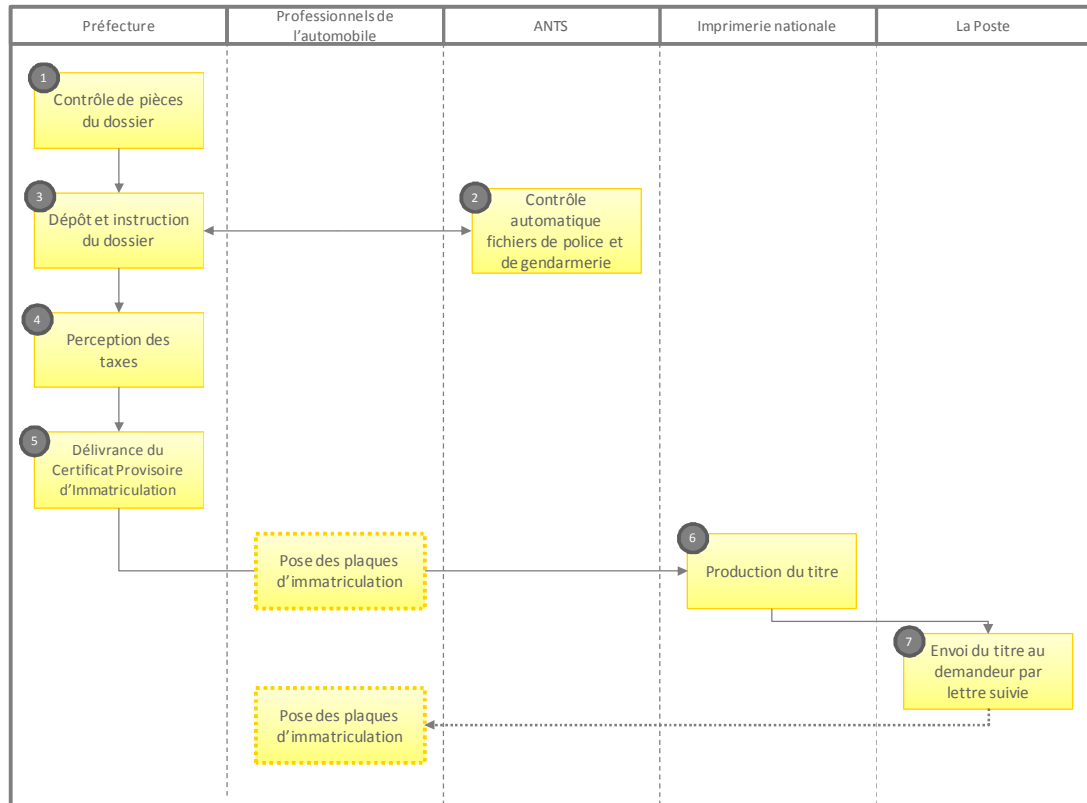 Préfecture
Professionnels de
l'automobile
ANTS
Imprimerie nationale
La Poste
1
Contrôle de pièces
du dossier
3
Dépôt et instruction
du dossier
2
Contrôle
automatique
fichiers de police et
de gendarmerie
4
Perception des
taxes
5
Délivrance du
Certificat Provisoire
d'Immatriculation
Pose des plaques
d'immatriculation
6
Production du titre
7
Envoi du titre au
demandeur par
lettre suivie
Pose des plaques
d'immatriculation